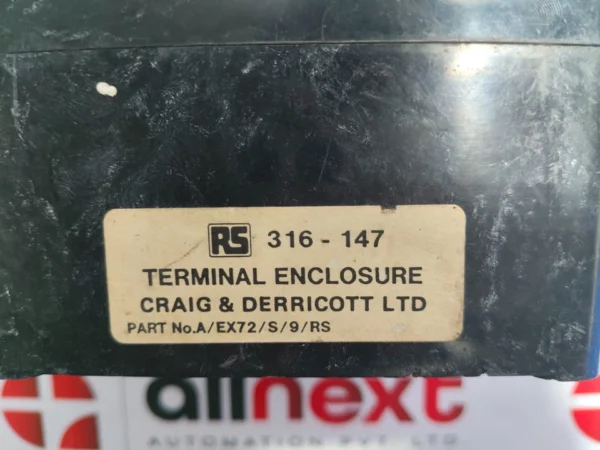 RS 316 - 147
TERMINAL ENCLOSURE
CRAIG & DERRICOTT LTD
PART No.A/EX72/S/9/RS
allnext
AUTOMATION PVT. LTD.